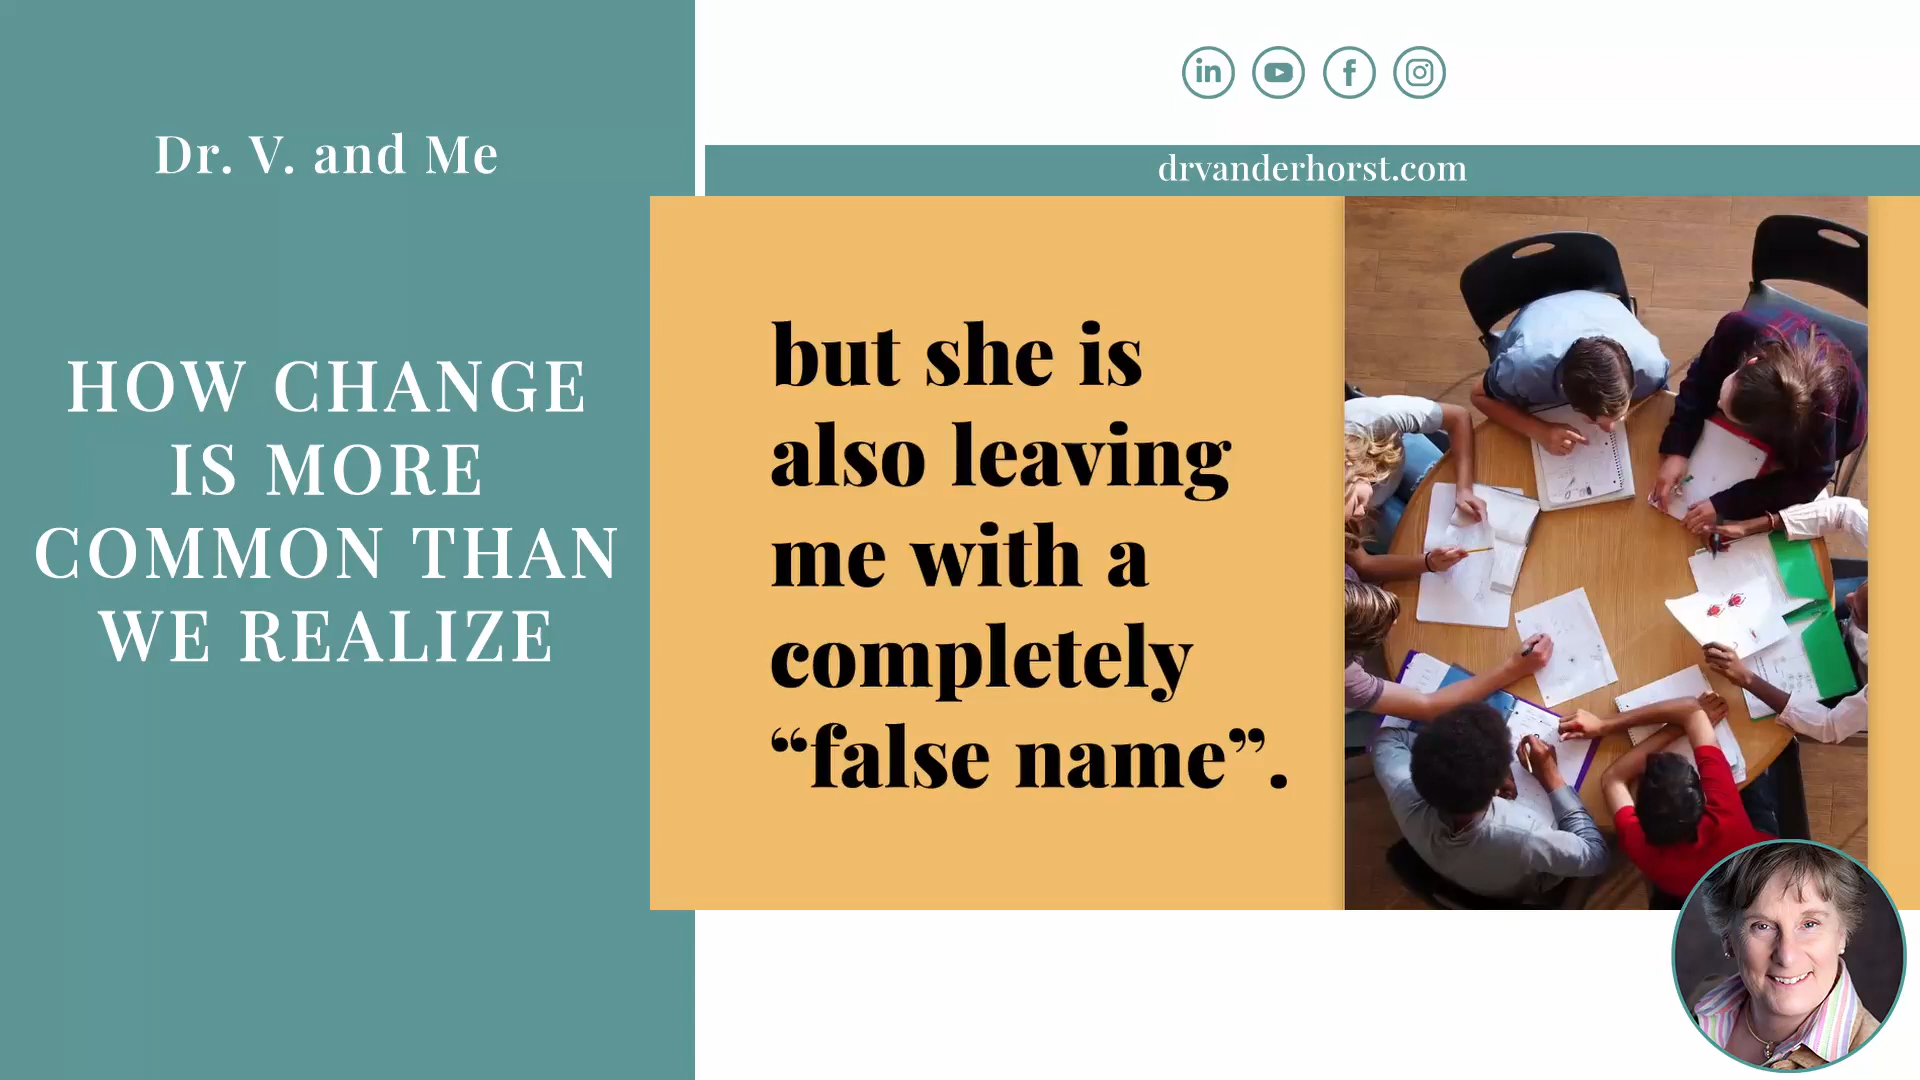 Dr. V. and Me
HOW CHANGE
IS MORE
COMMON THAN
WE REALIZE
in
f
drvanderhorst.com
but she is
also leaving
me with a
completely
“false name”.